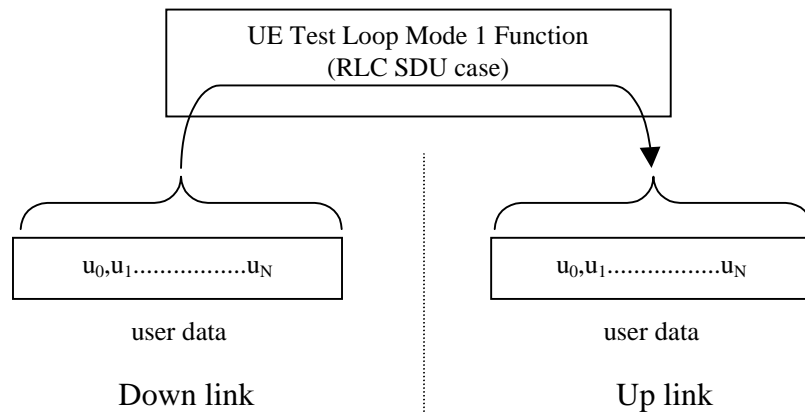 UE Test Loop Mode 1 Function
(RLC SDU case)
u0,u1...................uN
u0,u1...................uN
user data
user data
Down link
Up link